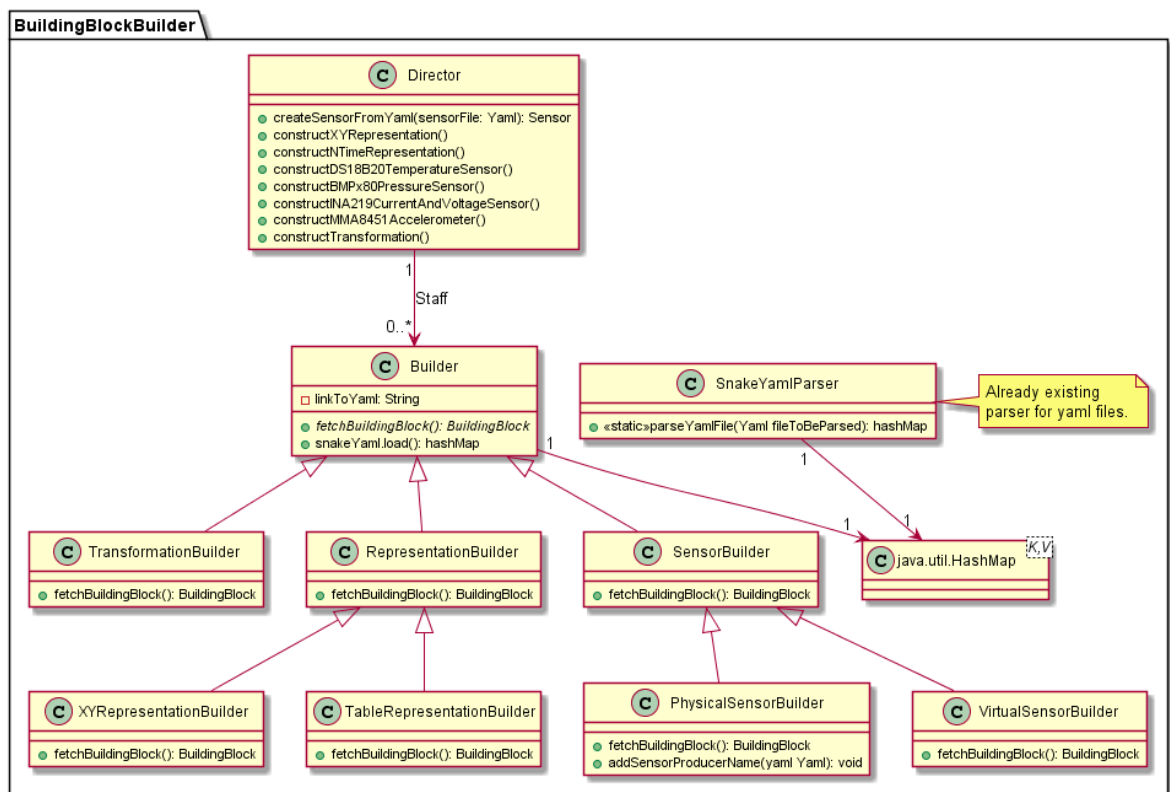 BuildingBlockBuilder
C Director
createSensorFromYaml(sensorFile: Yaml): Sensor
constructXYRepresentation()
constructNTimeRepresentation()
constructDS18B20TemperatureSensor()
constructBMPx80PressureSensor()
constructINA219CurrentAndVoltageSensor()
constructMMA8451Accelerometer()
constructTransformation()
1
Staff
0..*
C Builder
linkToYaml: String
fetchBuildingBlock(): BuildingBlock
snakeYaml.load(): hashMap
1
C SnakeYamlParser
«static»parseYamlFile(Yaml fileToBeParsed): hashMap
Already existing
parser for yaml files.
1
1
1
C TransformationBuilder
fetchBuildingBlock(): BuildingBlock
C RepresentationBuilder
fetchBuildingBlock(): BuildingBlock
C SensorBuilder
fetchBuildingBlock(): BuildingBlock
C java.util.HashMap
K,V
C XYRepresentationBuilder
fetchBuildingBlock(): BuildingBlock
C TableRepresentationBuilder
fetchBuildingBlock(): BuildingBlock
C PhysicalSensorBuilder
fetchBuildingBlock(): BuildingBlock
addSensorProducerName(yaml Yaml): void
C VirtualSensorBuilder
fetchBuildingBlock(): BuildingBlock